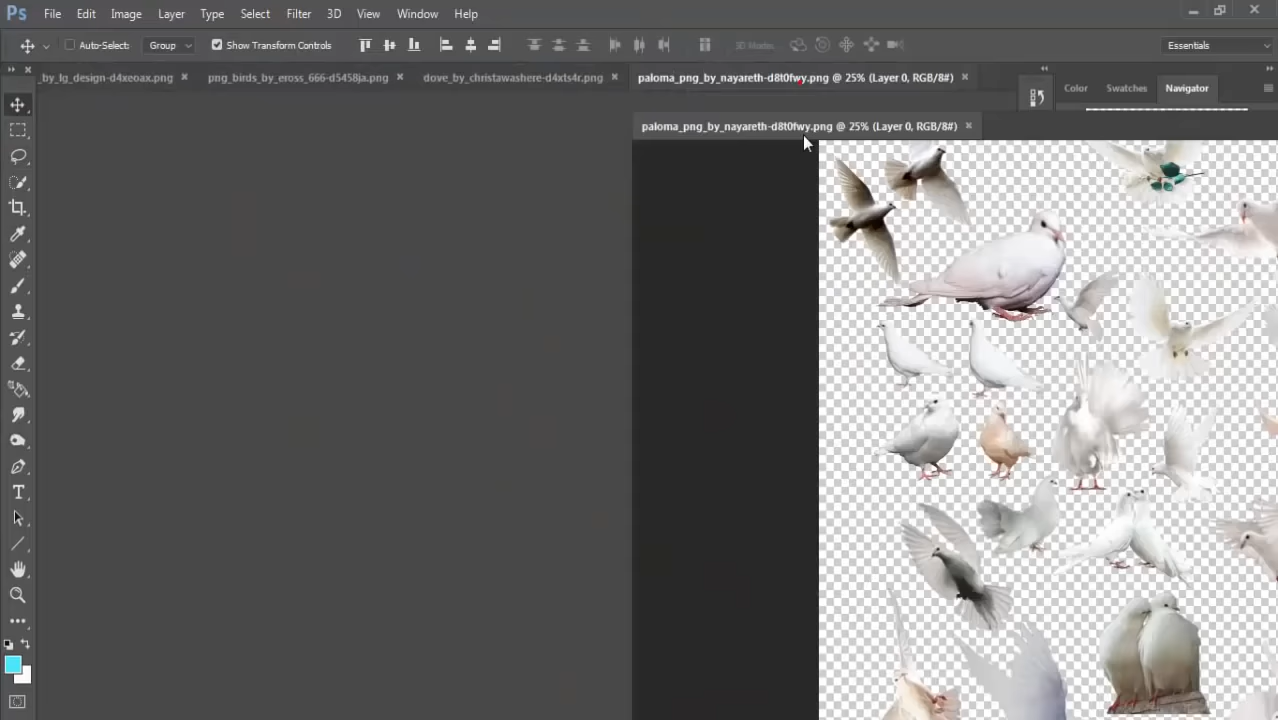 Ps File Edit Image Layer Type Select Filter 3D View Window Help
Auto-Select: Group Show Transform Controls 3D Mode: Essentials
_by_lg_design-d4xeoax.png × png_birds_by_eross_666-d5458ja.png × dove_by_christawashere-d4xts4r.png × paloma_png_by_nayareth-d8t0fwy.png @ 25% (Layer 0, RGB/8#) ×
Color Swatches Navigator
paloma_png_by_nayareth-d8t0fwy.png @ 25% (Layer 0, RGB/8#) ×